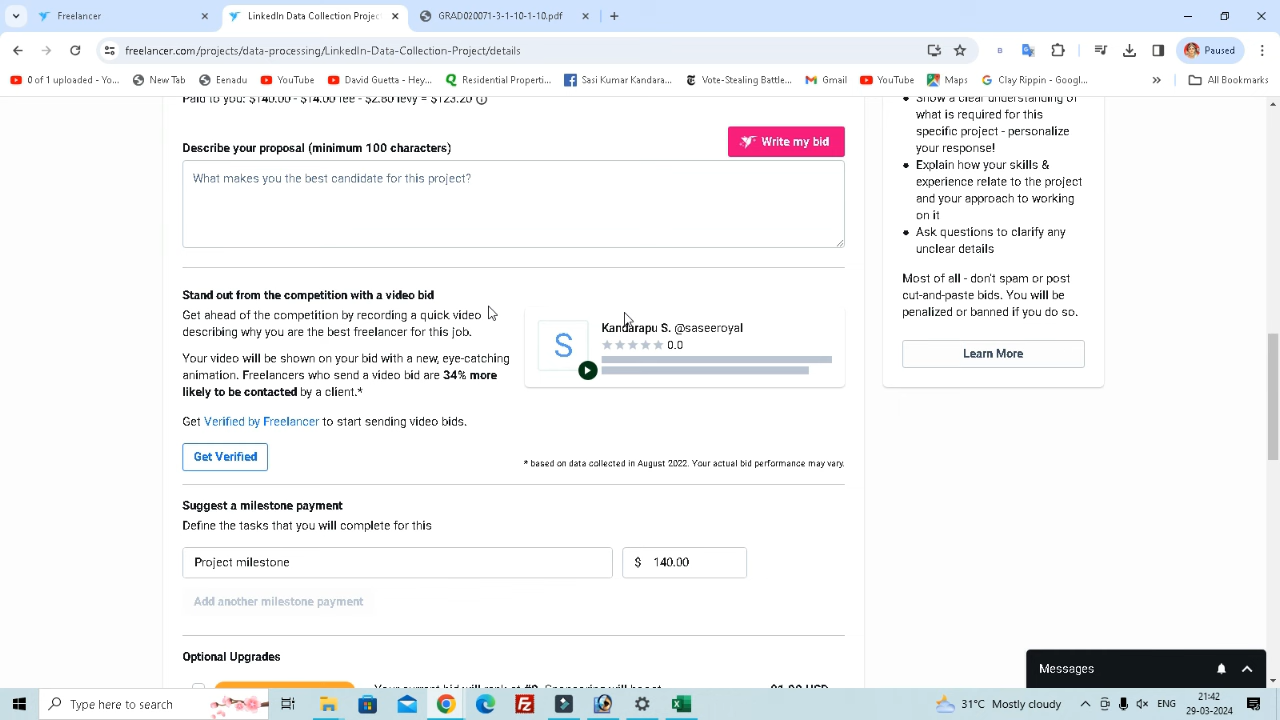 Freelancer
LinkedIn Data Collection Projec
GRAD020071-3-1-10-1-10.pdf
freelancer.com/projects/data-processing/LinkedIn-Data-Collection-Project/details
Paused
0 of 1 uploaded - Yo...
New Tab
Eenadu
YouTube
David Guetta - Hey...
Residential Properti...
Sasi Kumar Kandara...
Vote-Stealing Battle...
Gmail
YouTube
Maps
Clay Rippin - Googl...
All Bookmarks
Paid to you: $140.00 - $14.00 fee - $2.80 levy = $123.20
Describe your proposal (minimum 100 characters)
Write my bid
What makes you the best candidate for this project?
Stand out from the competition with a video bid
Get ahead of the competition by recording a quick video
describing why you are the best freelancer for this job.
Your video will be shown on your bid with a new, eye-catching
animation. Freelancers who send a video bid are 34% more
likely to be contacted by a client.*
Get Verified by Freelancer to start sending video bids.
Get Verified
S
Kandarapu S. @saseeroyal
0.0
* based on data collected in August 2022. Your actual bid performance may vary.
Suggest a milestone payment
Define the tasks that you will complete for this
Project milestone
$ 140.00
Add another milestone payment
Optional Upgrades
Show a clear understanding of
what is required for this
specific project - personalize
your response!
Explain how your skills &
experience relate to the project
and your approach to working
on it
Ask questions to clarify any
unclear details
Most of all - don't spam or post
cut-and-paste bids. You will be
penalized or banned if you do so.
Learn More
Messages
Type here to search
31°C Mostly cloudy
ENG
21:42
29-03-2024